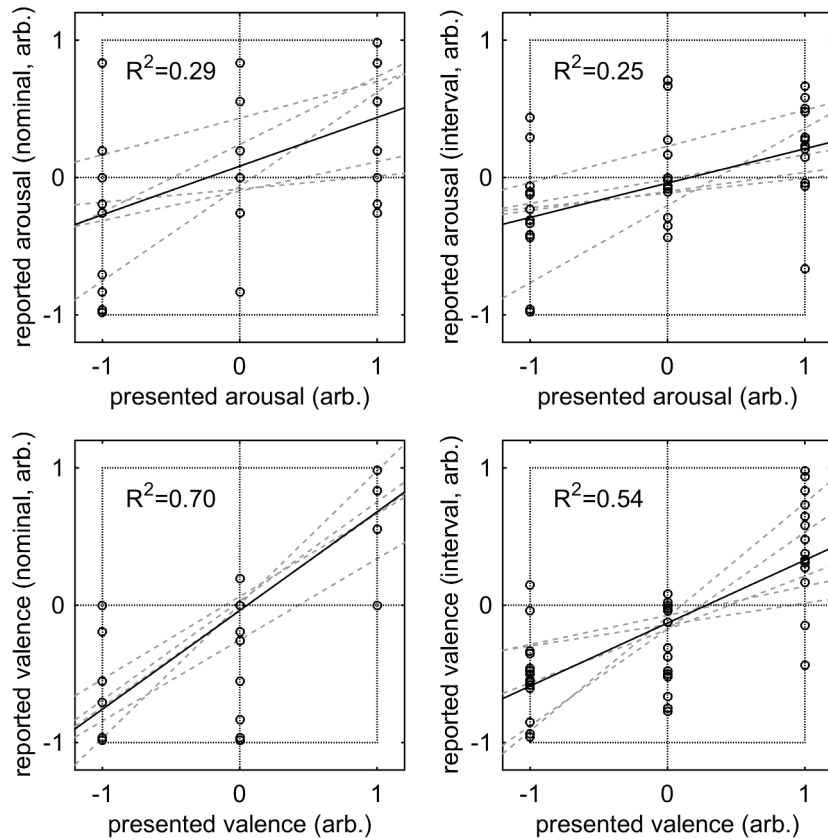 R²=0.29
1
0
-1
reported arousal (nominal, arb.)
-1 0 1
presented arousal (arb.)
R²=0.25
1
0
-1
reported arousal (interval, arb.)
-1 0 1
presented arousal (arb.)
R²=0.70
1
0
-1
reported valence (nominal, arb.)
-1 0 1
presented valence (arb.)
R²=0.54
1
0
-1
reported valence (interval, arb.)
-1 0 1
presented valence (arb.)